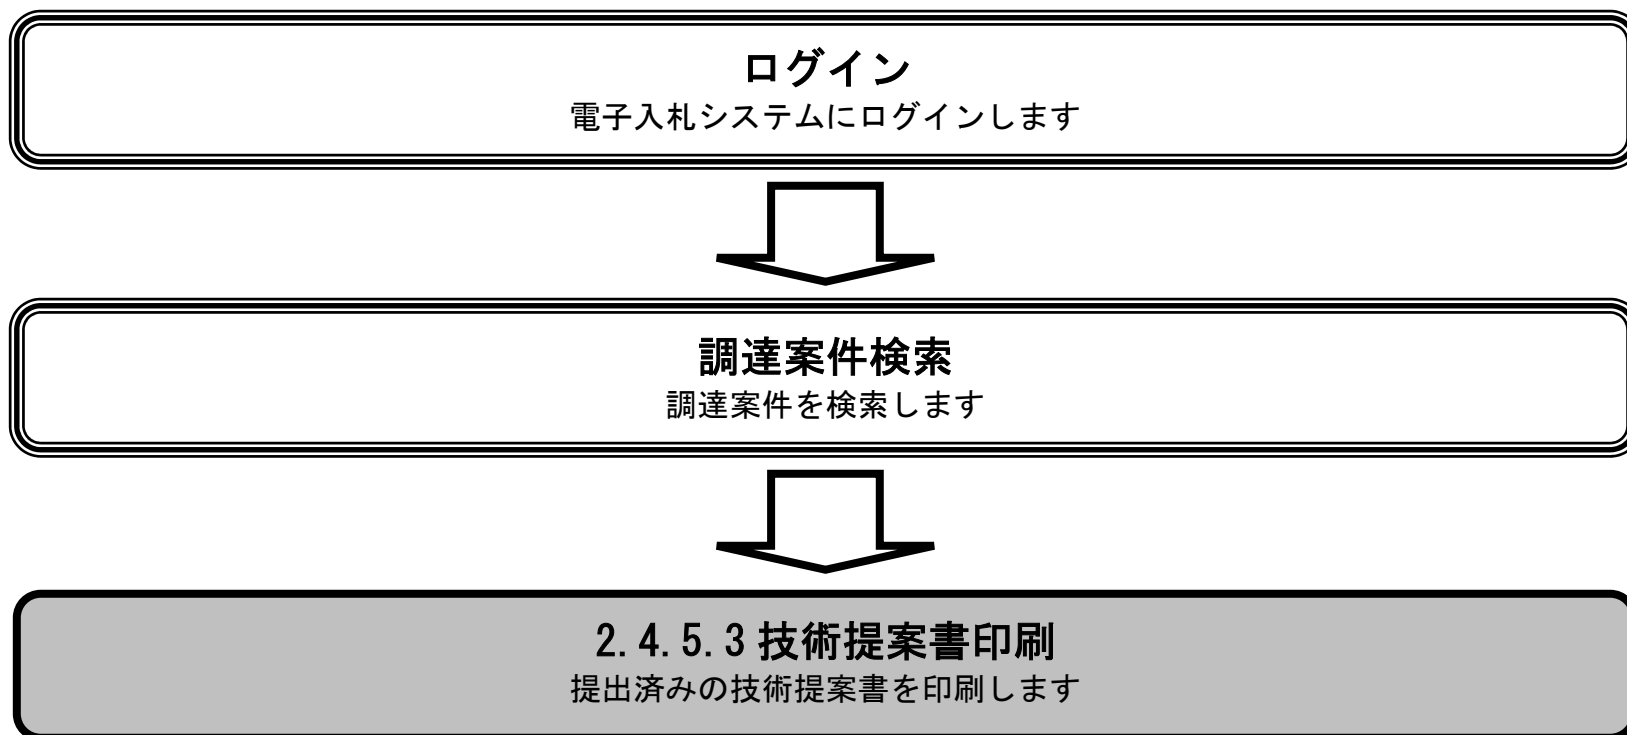 ログイン
電子入札システムにログインします
調達案件検索
調達案件を検索します
2.4.5.3 技術提案書印刷
提出済みの技術提案書を印刷します